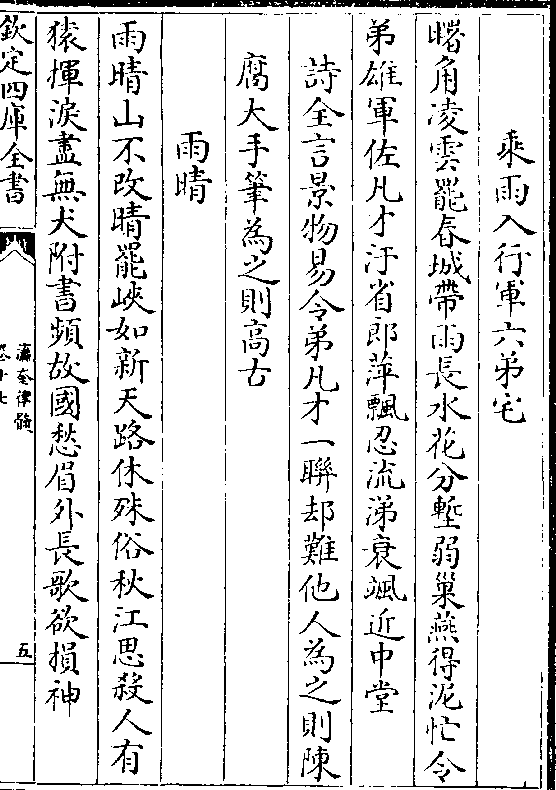 乘雨入行軍六弟宅
曙角凌雲罷春城帶雨長水花分塹弱巢燕得泥忙令
弟雄軍佐凡才汙省郎萍飄忍流涕衰颯近中堂
詩全言景物易令弟凡才一聯却難他人為之則陳
腐大手筆為之則高古
雨晴
雨晴山不改晴罷峽如新天路休殊俗秋江思殺人有
猿揮淚盡無犬附書頻故國愁眉外長歌欲損神
欽定四庫全書
瀛奎律髓
卷十七
五